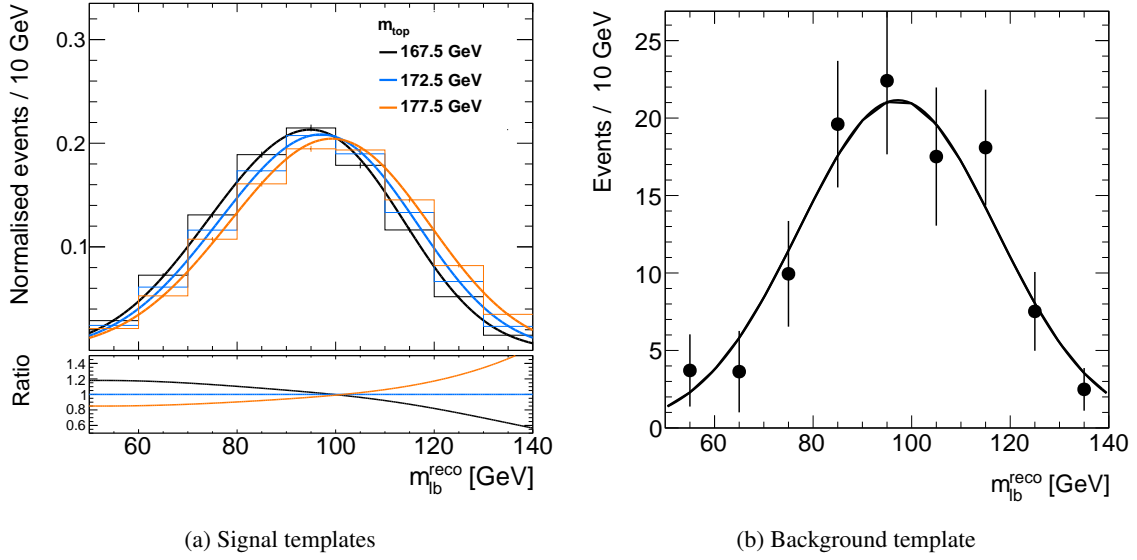 Normalised events / 10 GeV
0.3
0.2
0.1
m_top
167.5 GeV
172.5 GeV
177.5 GeV
Ratio
1.4
1.2
1
0.8
0.6
60 80 100 120 140
m_lb^reco [GeV]
(a) Signal templates
Events / 10 GeV
25
20
15
10
5
0
60 80 100 120 140
m_lb^reco [GeV]
(b) Background template